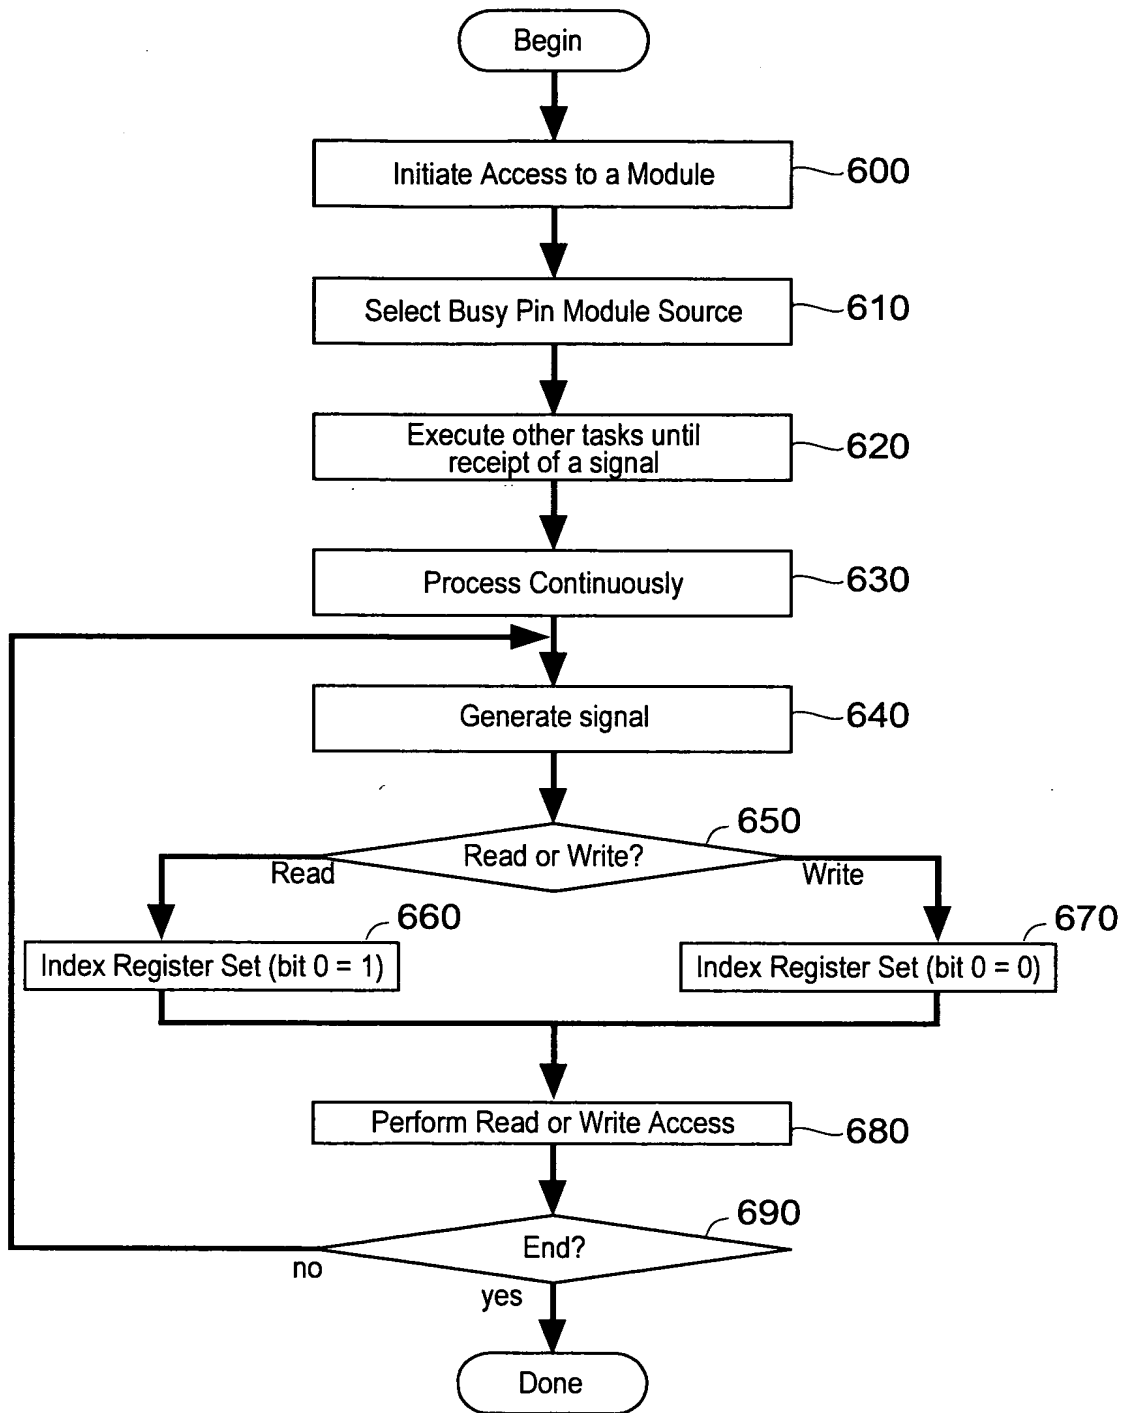 Begin
Initiate Access to a Module
600
Select Busy Pin Module Source
610
Execute other tasks until
receipt of a signal
620
Process Continuously
630
Generate signal
640
650
Read or Write?
Read
Write
660
670
Index Register Set (bit 0 = 1)
Index Register Set (bit 0 = 0)
Perform Read or Write Access
680
690
End?
no
yes
Done